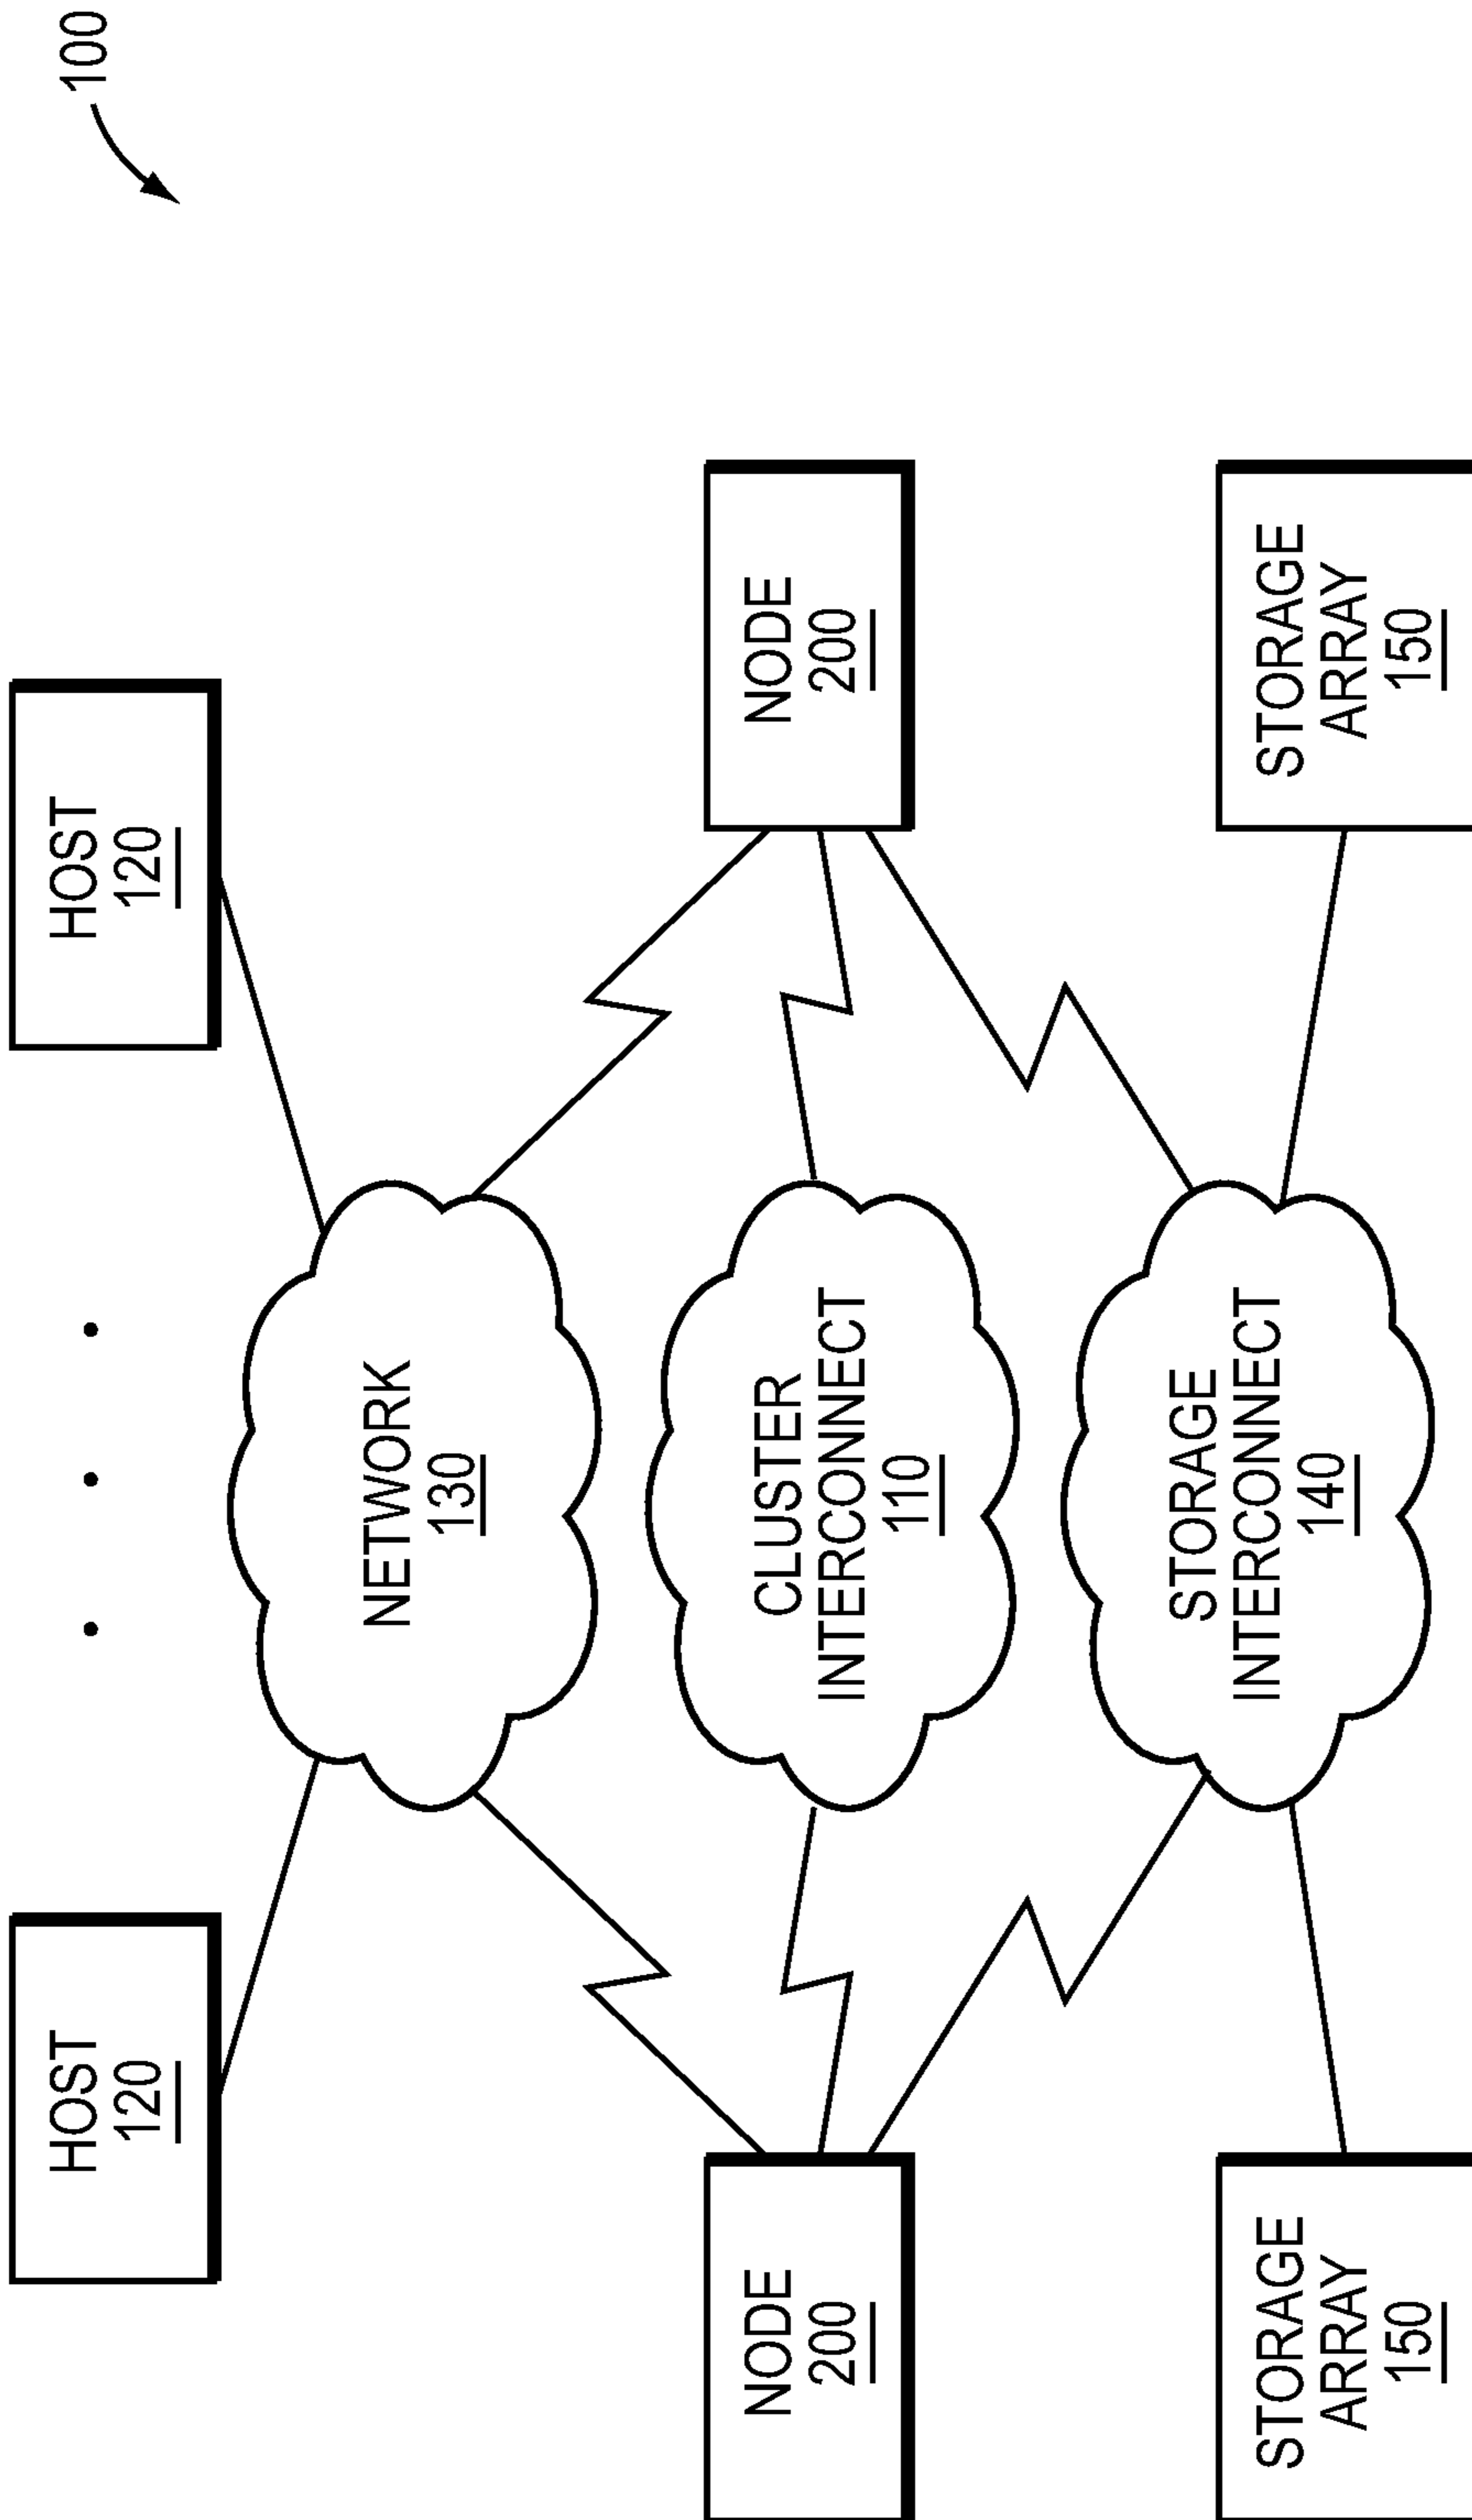 100
HOST
120
HOST
120
. . .
NETWORK
130
NODE
200
CLUSTER
INTERCONNECT
110
NODE
200
STORAGE
ARRAY
150
STORAGE
INTERCONNECT
140
STORAGE
ARRAY
150